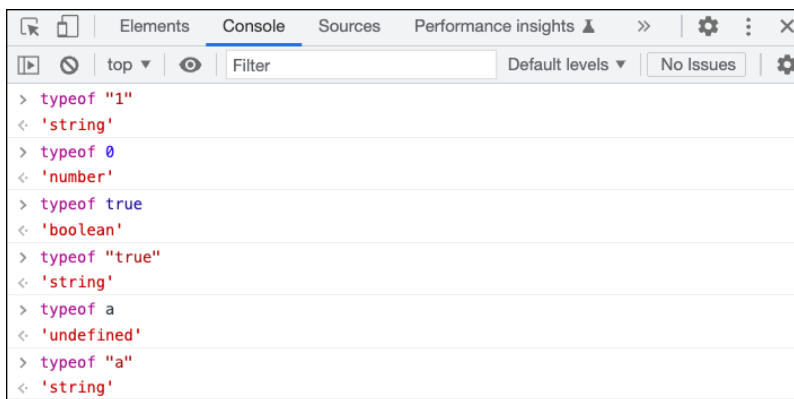 Elements Console Sources Performance insights
top Filter Default levels No Issues
> typeof "1"
'string'
> typeof 0
'number'
> typeof true
'boolean'
> typeof "true"
'string'
> typeof a
'undefined'
> typeof "a"
'string'